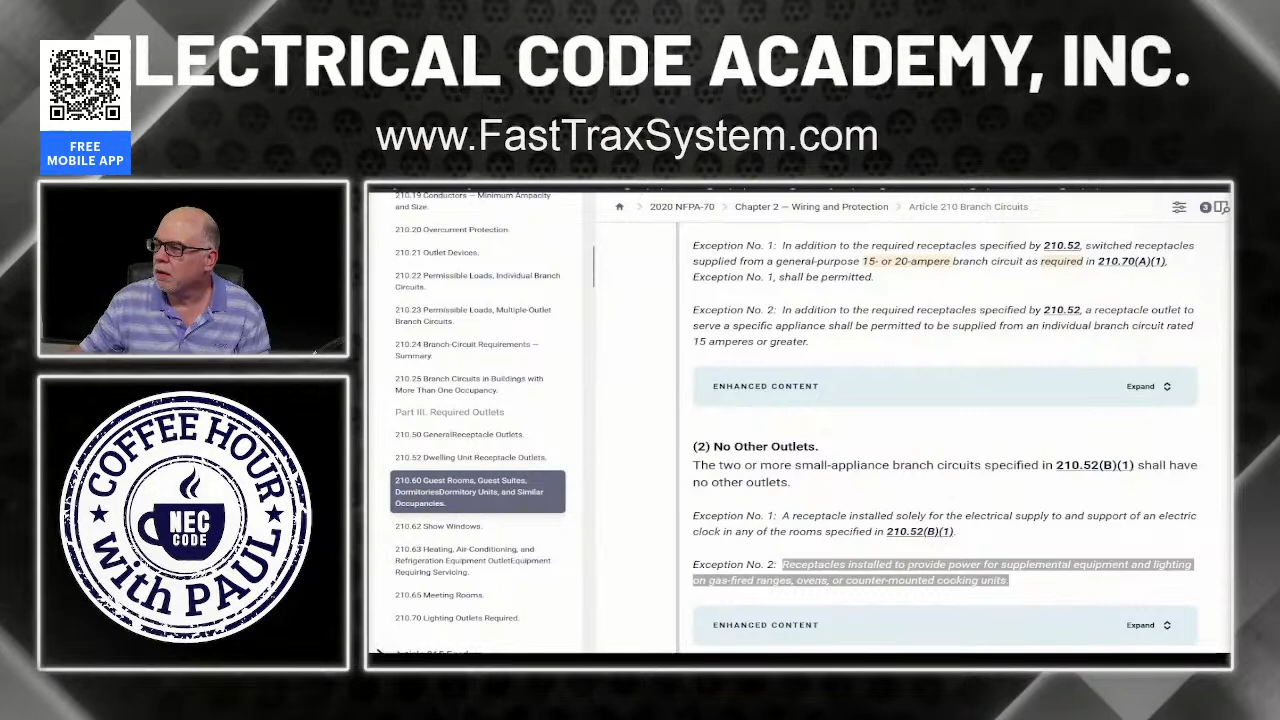 ELECTRICAL CODE ACADEMY, INC.
www.FastTraxSystem.com
FREE
MOBILE APP
COFFEE HOUR
NEC
CODE
with PAUL
210.19 Conductors — Minimum Ampacity
and Size.
210.20 Overcurrent Protection.
210.21 Outlet Devices.
210.22 Permissible Loads, Individual Branch
Circuits.
210.23 Permissible Loads, Multiple-Outlet
Branch Circuits.
210.24 Branch-Circuit Requirements —
Summary.
210.25 Branch Circuits in Buildings with
More Than One Occupancy.
Part III. Required Outlets
210.50 GeneralReceptacle Outlets.
210.52 Dwelling Unit Receptacle Outlets.
210.60 Guest Rooms, Guest Suites,
DormitoriesDormitory Units, and Similar
Occupancies.
210.62 Show Windows.
210.63 Heating, Air-Conditioning, and
Refrigeration Equipment OutletEquipment
Requiring Servicing.
210.65 Meeting Rooms.
210.70 Lighting Outlets Required.
2020 NFPA-70 > Chapter 2 — Wiring and Protection > Article 210 Branch Circuits
3
Exception No. 1: In addition to the required receptacles specified by 210.52, switched receptacles
supplied from a general-purpose 15- or 20-ampere branch circuit as required in 210.70(A)(1),
Exception No. 1, shall be permitted.
Exception No. 2: In addition to the required receptacles specified by 210.52, a receptacle outlet to
serve a specific appliance shall be permitted to be supplied from an individual branch circuit rated
15 amperes or greater.
ENHANCED CONTENT
Expand
(2) No Other Outlets.
The two or more small-appliance branch circuits specified in 210.52(B)(1) shall have
no other outlets.
Exception No. 1: A receptacle installed solely for the electrical supply to and support of an electric
clock in any of the rooms specified in 210.52(B)(1).
Exception No. 2: Receptacles installed to provide power for supplemental equipment and lighting
on gas-fired ranges, ovens, or counter-mounted cooking units.
ENHANCED CONTENT
Expand